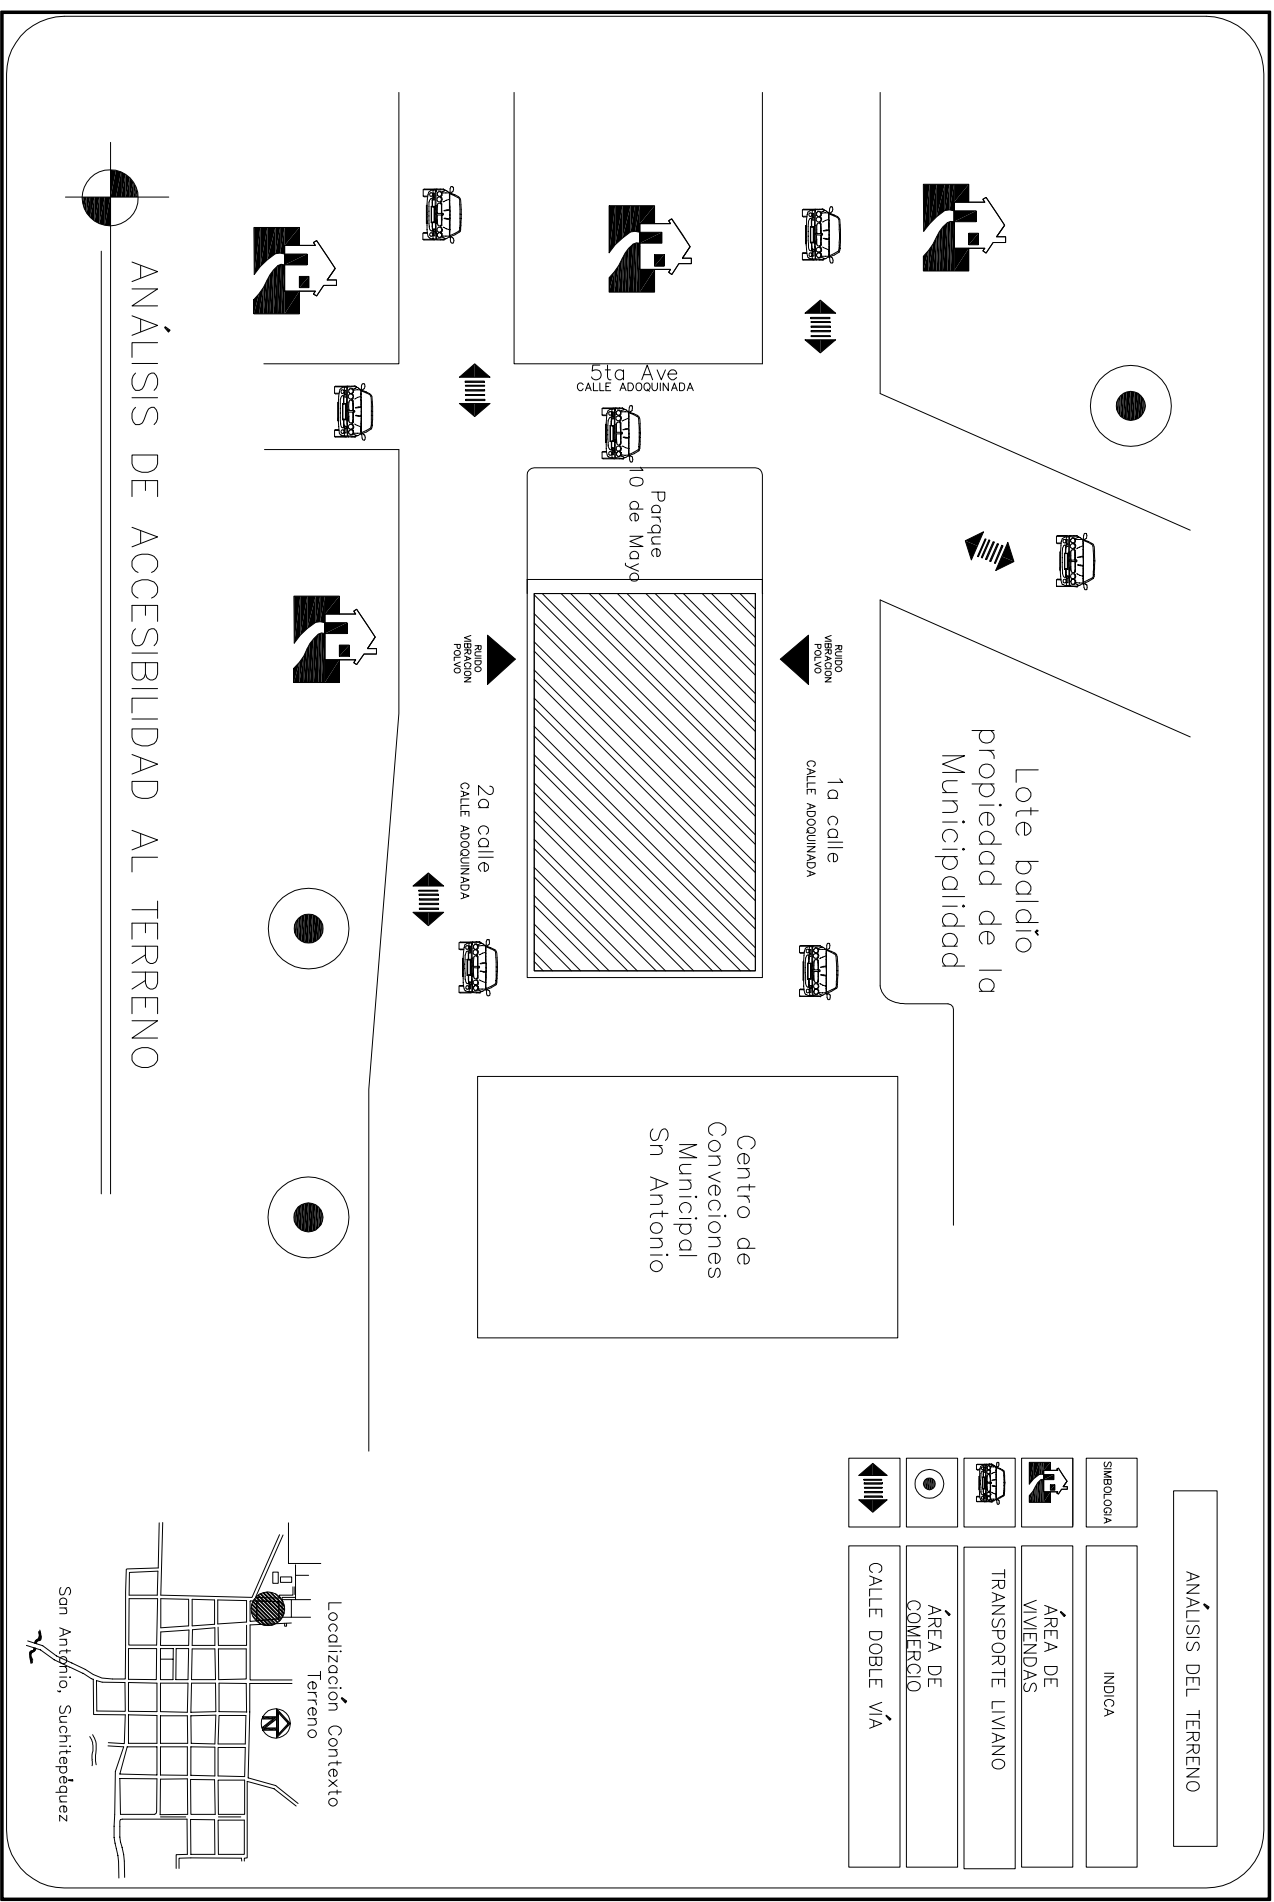 5ta Ave
CALLE ADOQUINADA
Parque
10 de Mayo
RUIDO
VIBRACION
POLVO
RUIDO
VIBRACION
POLVO
1a calle
CALLE ADOQUINADA
2a calle
CALLE ADOQUINADA
Lote baldío
propiedad de la
Municipalidad
Centro de
Conveciones
Municipal
Sn Antonio
ANÁLISIS DE ACCESIBILIDAD AL TERRENO
ANÁLISIS DEL TERRENO
SIMBOLOGIA
INDICA
ÁREA DE
VIVIENDAS
TRANSPORTE LIVIANO
ÁREA DE
COMERCIO
CALLE DOBLE VÍA
Localización Contexto
Terreno
N
San Antonio, Suchitepéquez